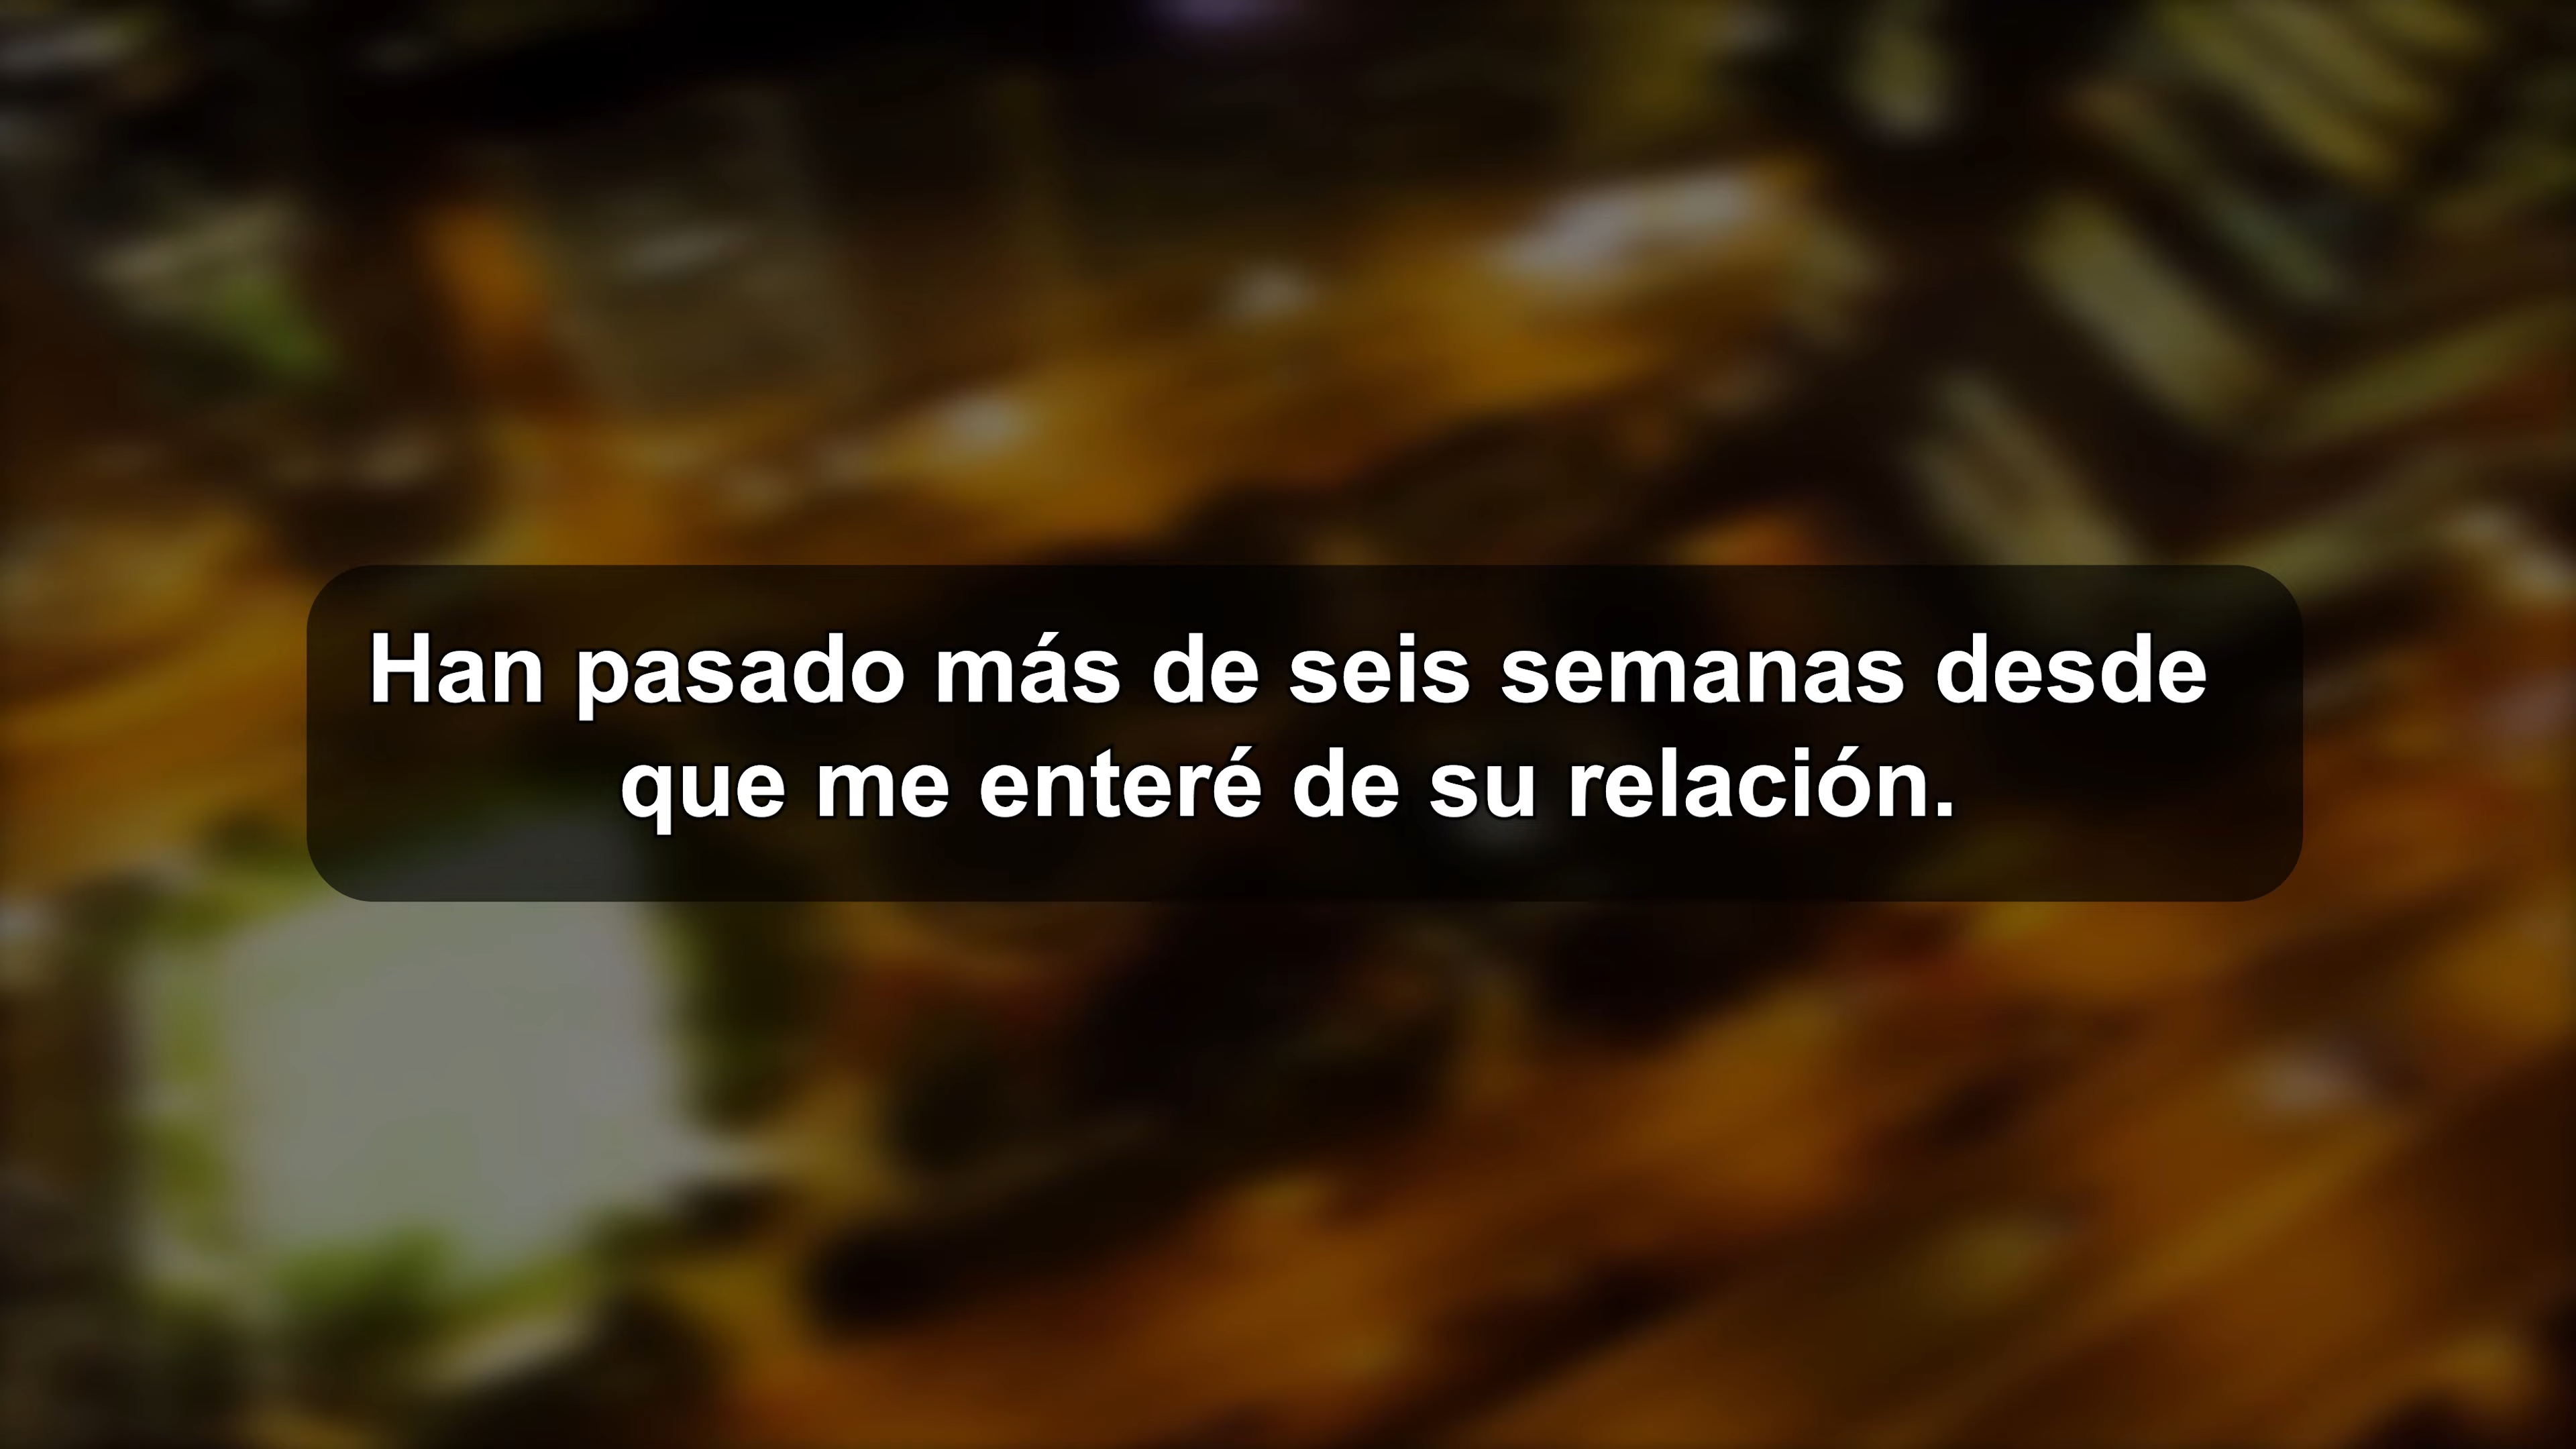 Han pasado más de seis semanas desde
que me enteré de su relación.